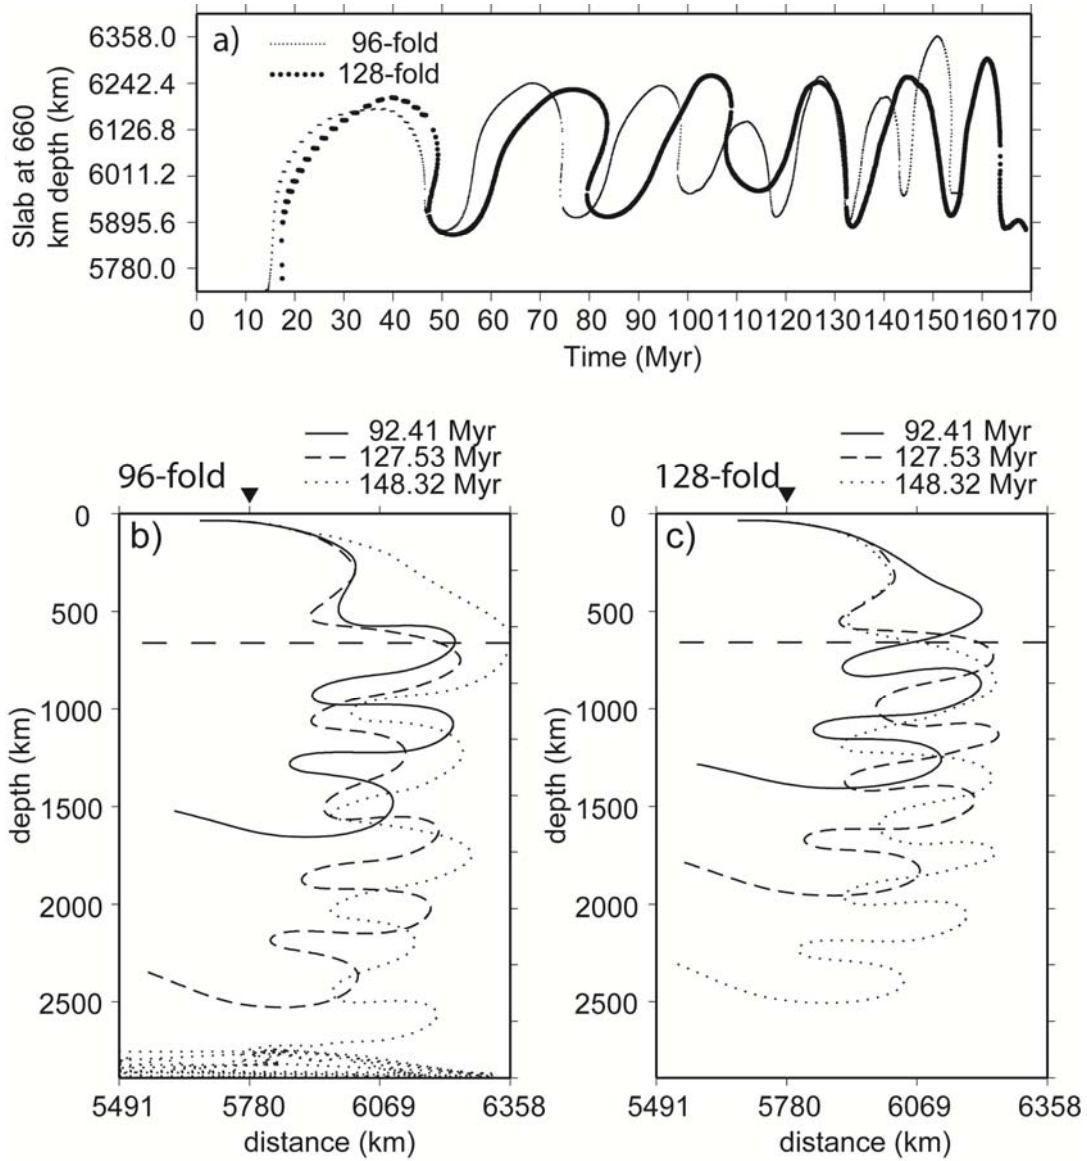 6358.0
6242.4
6126.8
6011.2
5895.6
5780.0
Slab at 660
km depth (km)
a)
96-fold
128-fold
0 10 20 30 40 50 60 70 80 90 100 110 120 130 140 150 160 170
Time (Myr)
92.41 Myr
127.53 Myr
148.32 Myr
96-fold
b)
0
500
1000
1500
2000
2500
depth (km)
5491 5780 6069 6358
distance (km)
92.41 Myr
127.53 Myr
148.32 Myr
128-fold
c)
0
500
1000
1500
2000
2500
depth (km)
5491 5780 6069 6358
distance (km)